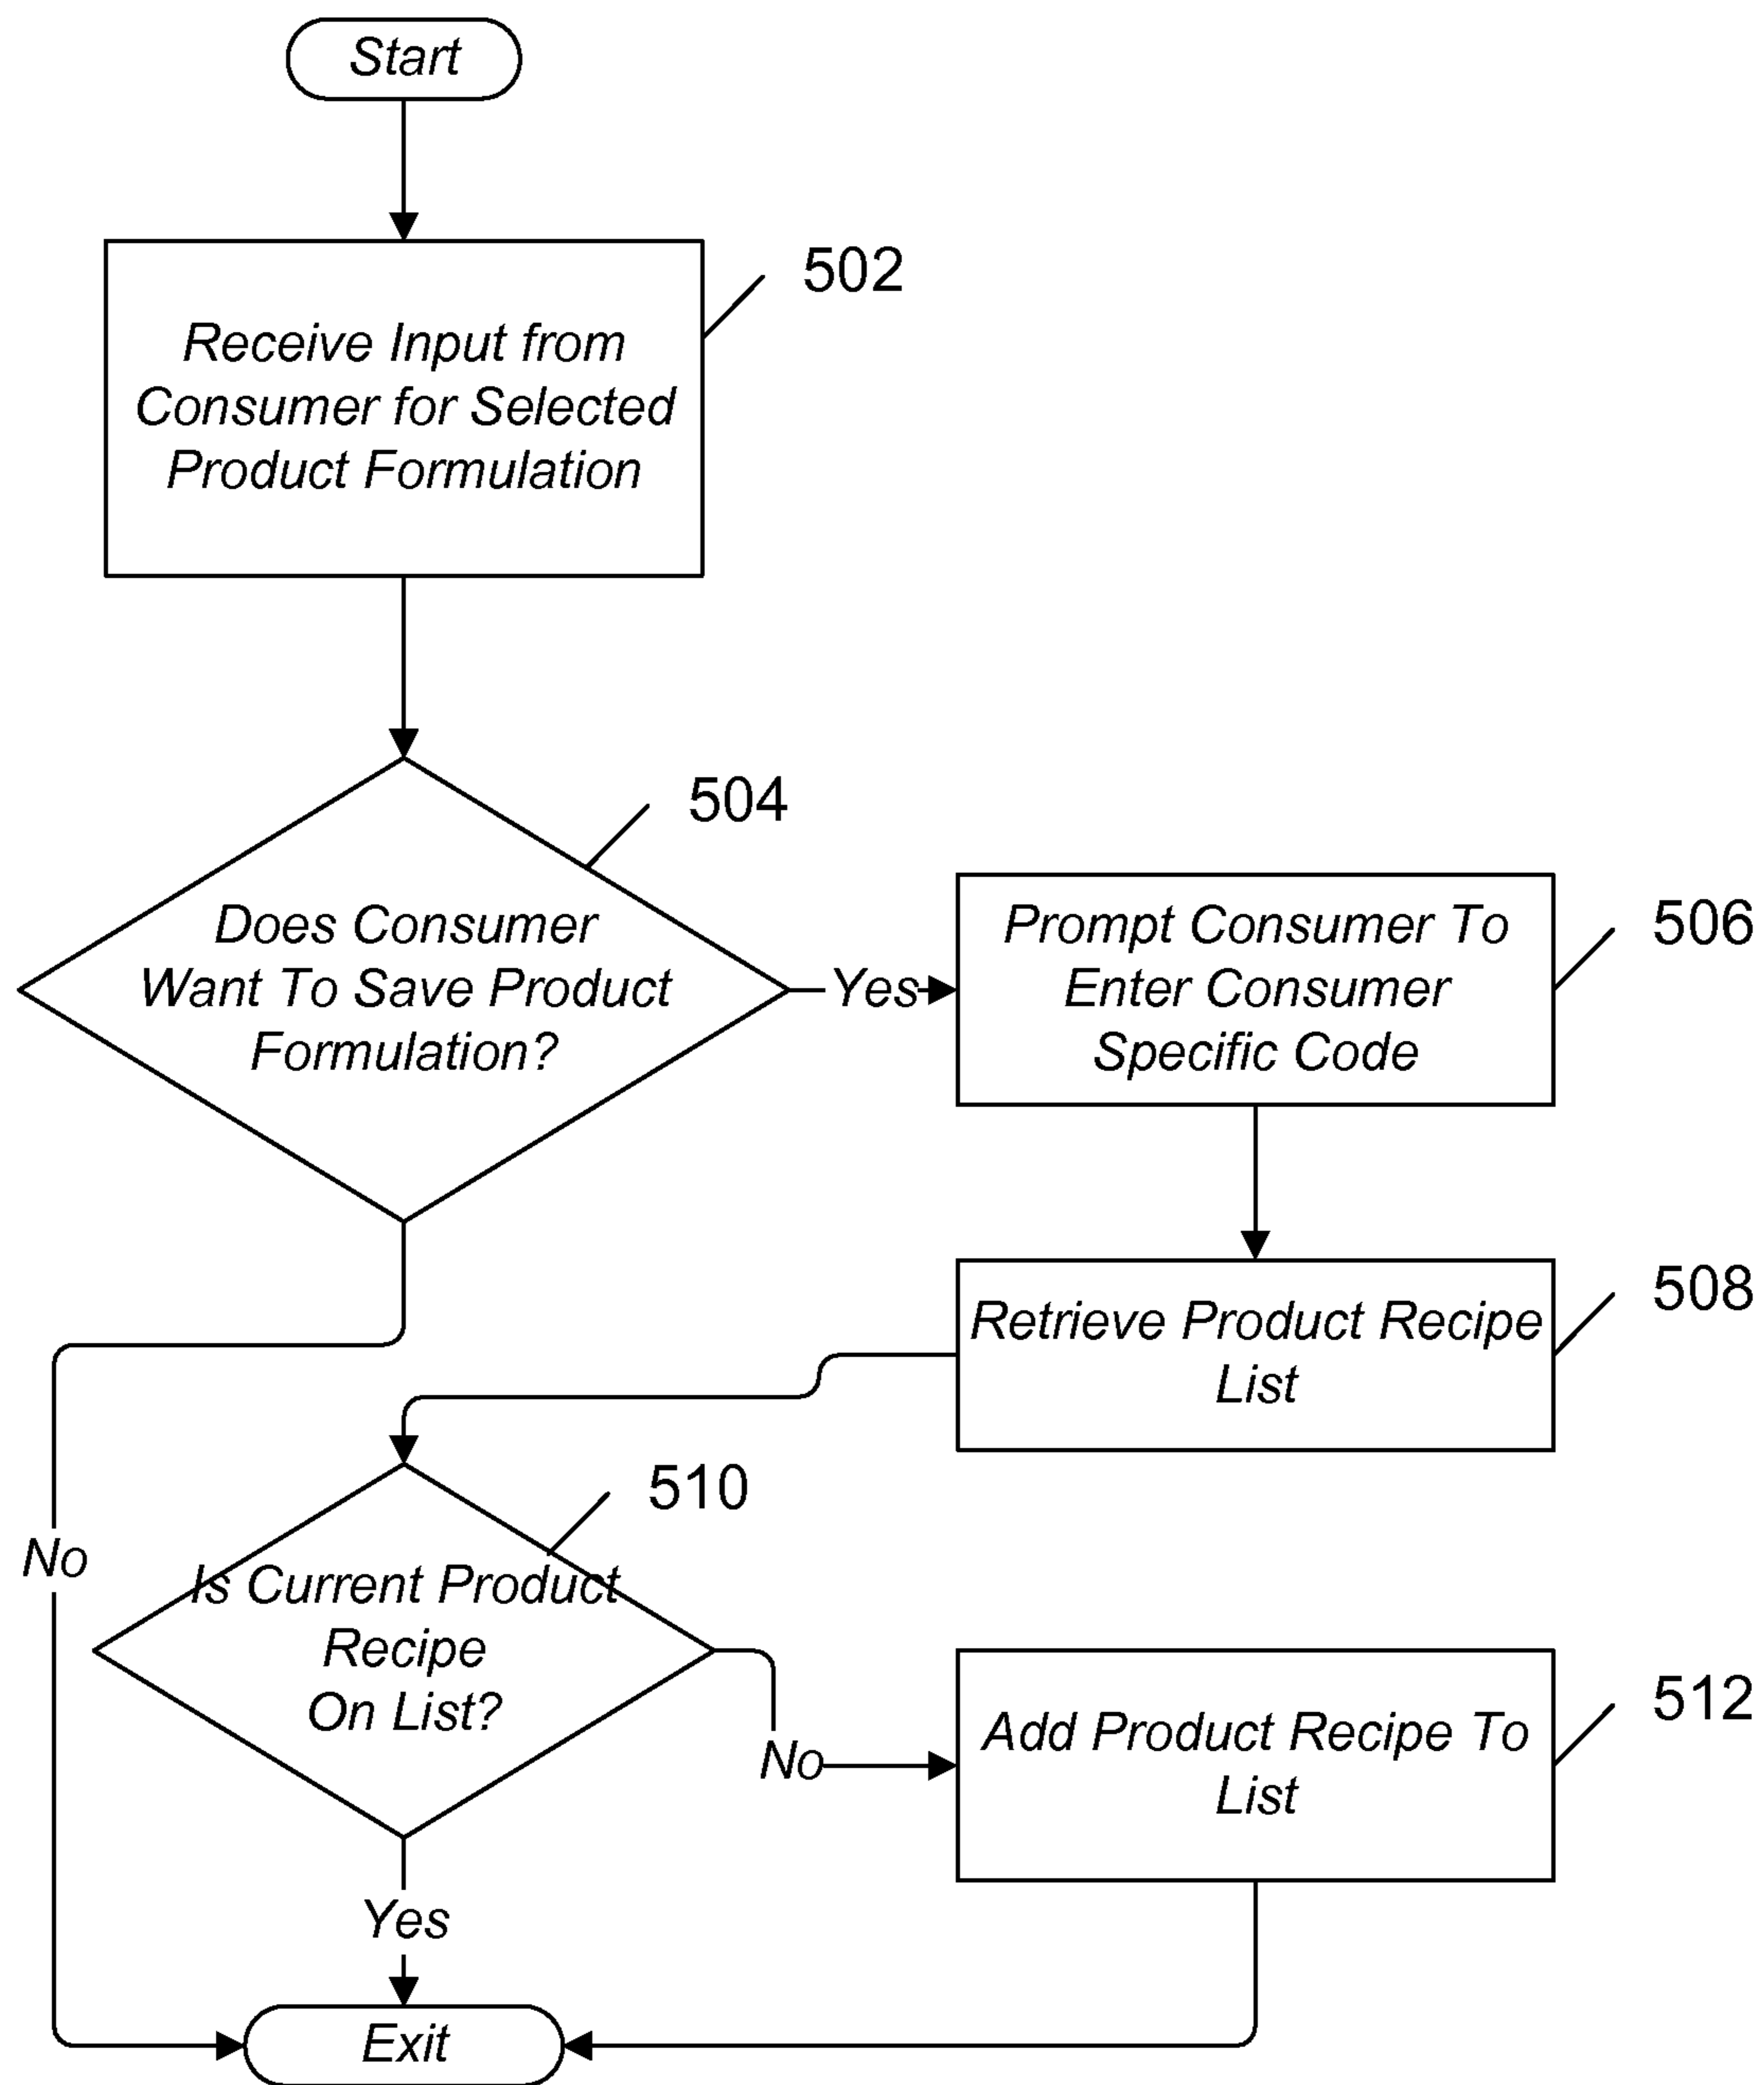 Start
502
Receive Input from
Consumer for Selected
Product Formulation
504
Does Consumer
Want To Save Product
Formulation?
Yes
Prompt Consumer To
Enter Consumer
Specific Code
506
Retrieve Product Recipe
List
508
510
No
Is Current Product
Recipe
On List?
No
Add Product Recipe To
List
512
Yes
Exit